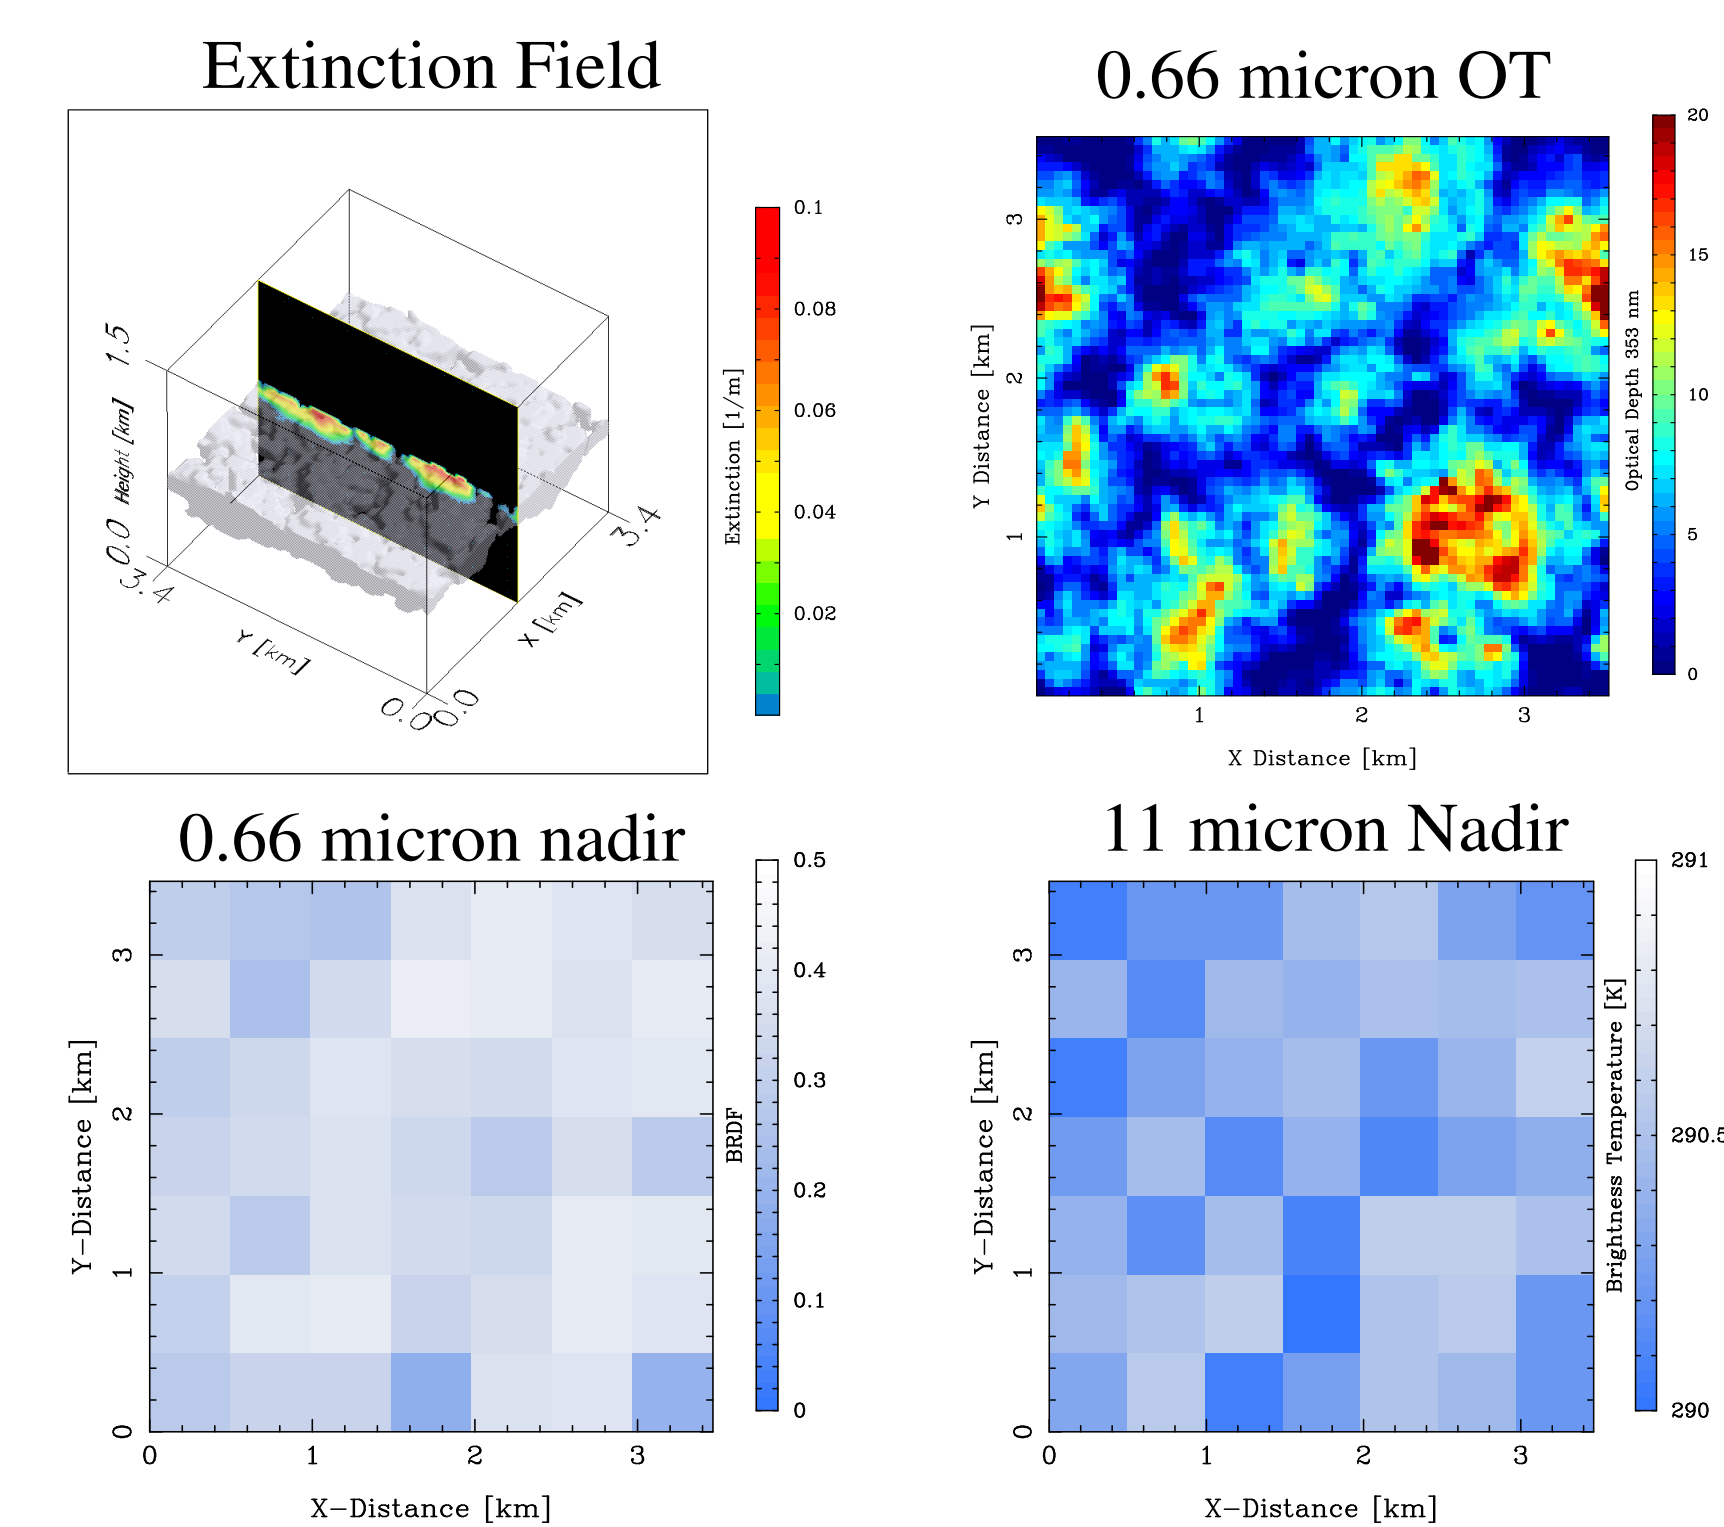 Extinction Field
1.5
Height [km]
0.0
3.4
Y [km]
0.0
0.0
X [km]
3.4
0.1
0.08
0.06
0.04
0.02
Extinction [1/m]
0.66 micron OT
3
2
1
Y Distance [km]
1
2
3
X Distance [km]
20
15
10
5
0
Optical Depth 353 nm
0.66 micron nadir
3
2
1
0
Y-Distance [km]
0
1
2
3
X-Distance [km]
0.5
0.4
0.3
0.2
0.1
0
BRDF
11 micron Nadir
3
2
1
0
Y-Distance [km]
0
1
2
3
X-Distance [km]
291
290.5
290
Brightness Temperature [K]